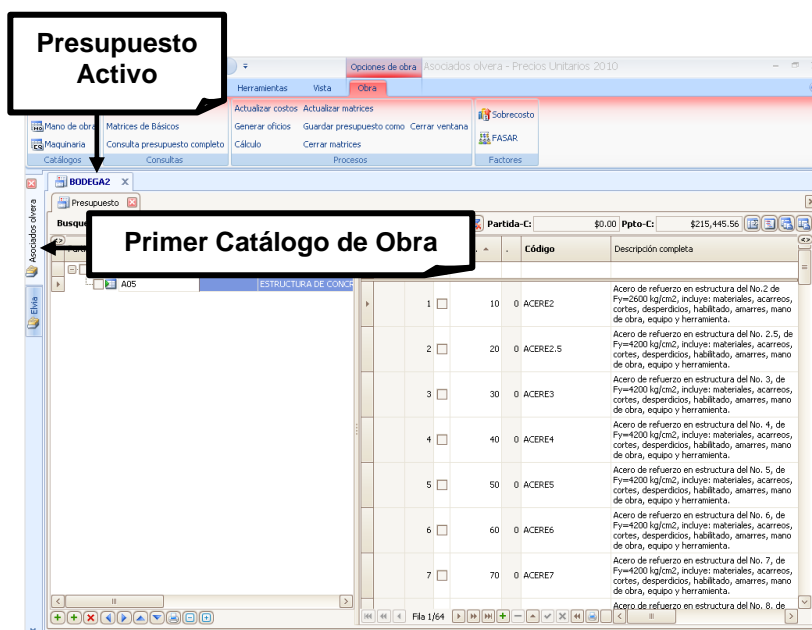 Presupuesto
Activo
Opciones de obra Asociados olvera - Precios Unitarios 2010
Herramientas Vista Obra
Actualizar costos Actualizar matrices
Sobrecosto
Mano de obra Matrices de Básicos Generar oficios Guardar presupuesto como Cerrar ventana
FASAR
Maquinaria Consulta presupuesto completo Cálculo Cerrar matrices
Catálogos Consultas Procesos Factores
BODEGA2 X
Presupuesto
Asociados olvera
Elvia
Partida-C: $0.00 Ppto-C: $215,445.56
Primer Catálogo de Obra
Código Descripción completa
A05 ESTRUCTURA DE CONCR
1 10 0 ACERE2 Acero de refuerzo en estructura del No.2 de
Fy=2600 kg/cm2, incluye: materiales, acarreos,
cortes, desperdicios, habilitado, amarres, mano
de obra, equipo y herramienta.
2 20 0 ACERE2.5 Acero de refuerzo en estructura del No. 2.5, de
Fy=4200 kg/cm2, incluye: materiales, acarreos,
cortes, desperdicios, habilitado, amarres, mano
de obra, equipo y herramienta.
3 30 0 ACERE3 Acero de refuerzo en estructura del No. 3, de
Fy=4200 kg/cm2, incluye: materiales, acarreos,
cortes, desperdicios, habilitado, amarres, mano
de obra, equipo y herramienta.
4 40 0 ACERE4 Acero de refuerzo en estructura del No. 4, de
Fy=4200 kg/cm2, incluye: materiales, acarreos,
cortes, desperdicios, habilitado, amarres, mano
de obra, equipo y herramienta.
5 50 0 ACERE5 Acero de refuerzo en estructura del No. 5, de
Fy=4200 kg/cm2, incluye: materiales, acarreos,
cortes, desperdicios, habilitado, amarres, mano
de obra, equipo y herramienta.
6 60 0 ACERE6 Acero de refuerzo en estructura del No. 6, de
Fy=4200 kg/cm2, incluye: materiales, acarreos,
cortes, desperdicios, habilitado, amarres, mano
de obra, equipo y herramienta.
7 70 0 ACERE7 Acero de refuerzo en estructura del No. 7, de
Fy=4200 kg/cm2, incluye: materiales, acarreos,
cortes, desperdicios, habilitado, amarres, mano
de obra, equipo y herramienta.
Acero de refuerzo en estructura del No. 8, de
Fila 1/64